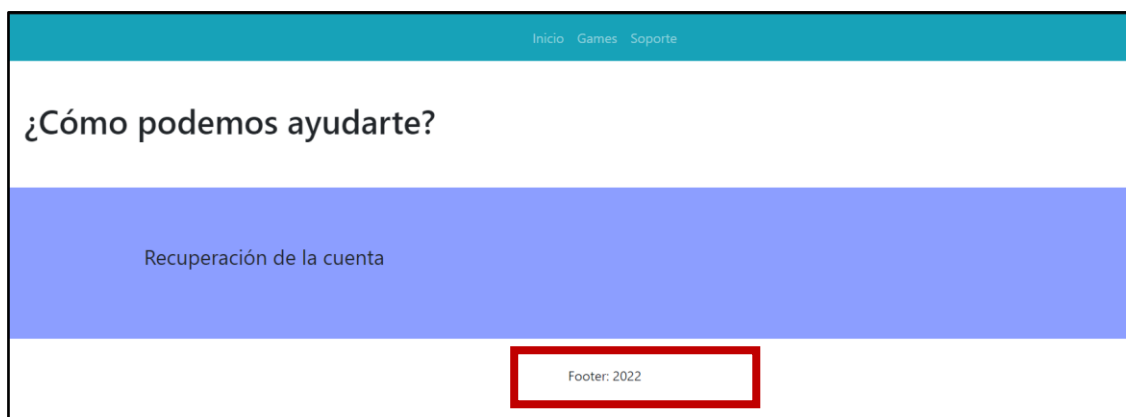 Inicio Games Soporte
¿Cómo podemos ayudarte?
Recuperación de la cuenta
Footer: 2022